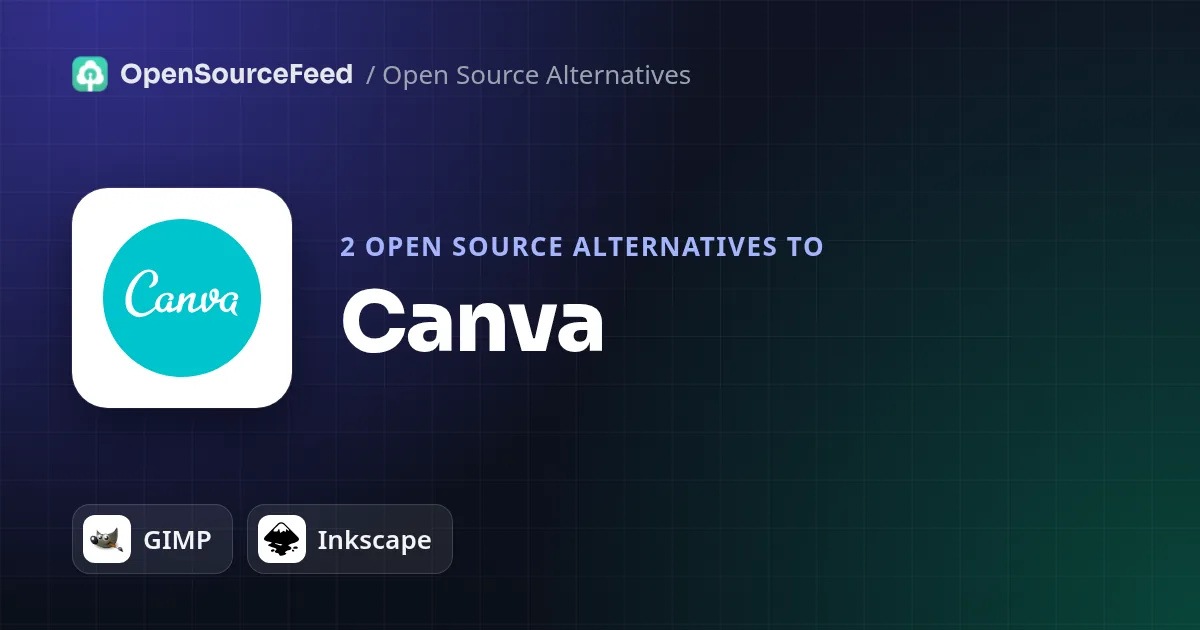 OpenSourceFeed / Open Source Alternatives
Canva
2 OPEN SOURCE ALTERNATIVES TO
Canva
GIMP
Inkscape